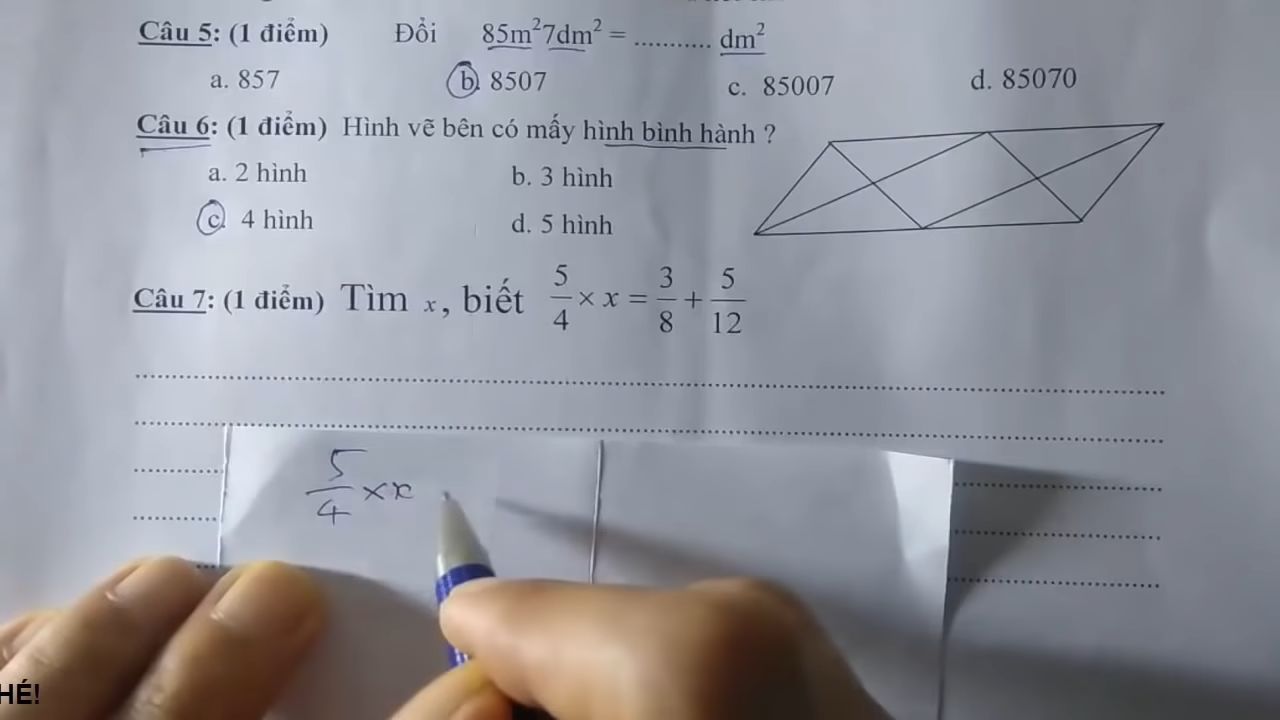 Câu 5: (1 điểm) Đổi 85m²7dm² = ........... dm²
a. 857 b. 8507 c. 85007 d. 85070
Câu 6: (1 điểm) Hình vẽ bên có mấy hình bình hành ?
a. 2 hình b. 3 hình
c. 4 hình d. 5 hình
Câu 7: (1 điểm) Tìm x, biết 5/4 × x = 3/8 + 5/12
5/4 × x
HÉ!